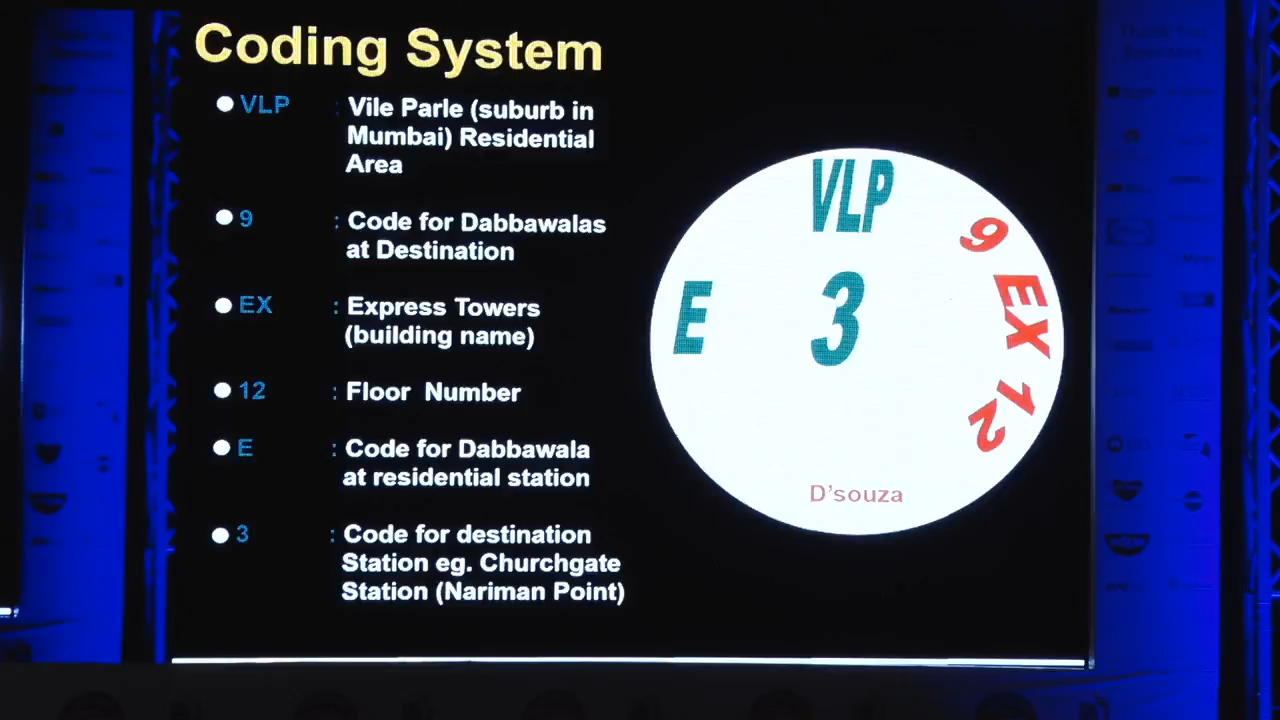 Coding System
VLP : Vile Parle (suburb in
Mumbai) Residential
Area
9 : Code for Dabbawalas
at Destination
EX : Express Towers
(building name)
12 : Floor Number
E : Code for Dabbawala
at residential station
3 : Code for destination
Station eg. Churchgate
Station (Nariman Point)
VLP
9
E
3
EX
12
D'souza